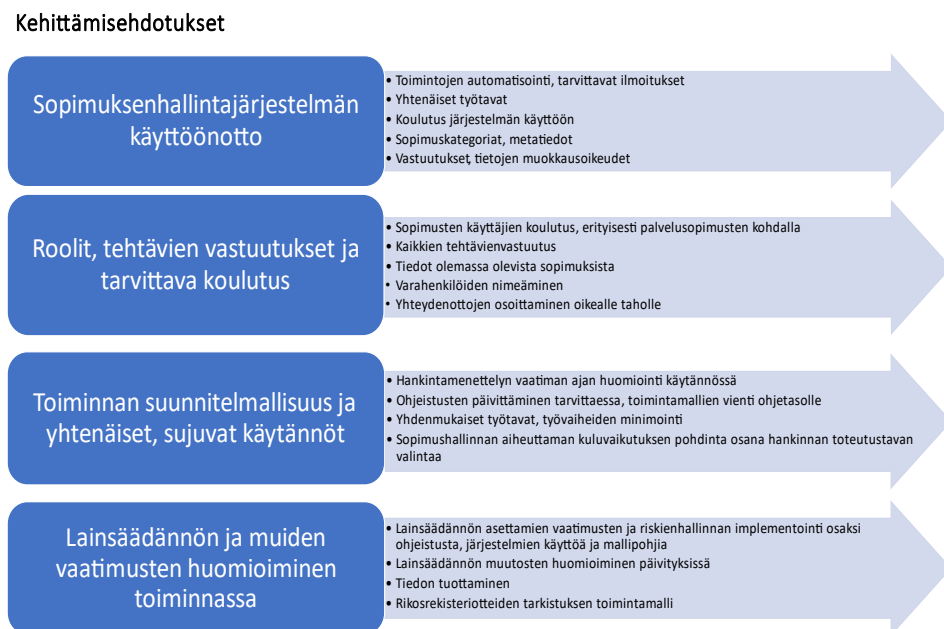 Kehittämisehdotukset
Sopimuksenhallintajärjestelmän
käyttöönotto
• Toimintojen automatisointi, tarvittavat ilmoitukset
• Yhtenäiset työtavat
• Koulutus järjestelmän käyttöön
• Sopimuskategoriat, metatiedot
• Vastuutukset, tietojen muokkausoikeudet
Roolit, tehtävien vastuutukset ja
tarvittava koulutus
• Sopimusten käyttäjien koulutus, erityisesti palvelusopimusten kohdalla
• Kaikkien tehtävienvastuutus
• Tiedot olemassa olevista sopimuksista
• Varahenkilöiden nimeäminen
• Yhteydenottojen osoittaminen oikealle taholle
Toiminnan suunnitelmallisuus ja
yhtenäiset, sujuvat käytännöt
• Hankintamenettelyn vaatiman ajan huomiointi käytännössä
• Ohjeistusten päivittäminen tarvittaessa, toimintamallien vienti ohjetasolle
• Yhdenmukaiset työtavat, työvaiheiden minimointi
• Sopimushallinnan aiheuttaman kuluvaikutuksen pohdinta osana hankinnan toteutustavan
valintaa
Lainsäädännön ja muiden
vaatimusten huomioiminen
toiminnassa
• Lainsäädännön asettamien vaatimusten ja riskienhallinnan implementointi osaksi
ohjeistusta, järjestelmien käyttöä ja mallipohjia
• Lainsäädännön muutosten huomioiminen päivityksissä
• Tiedon tuottaminen
• Rikosrekisteriotteiden tarkistuksen toimintamalli